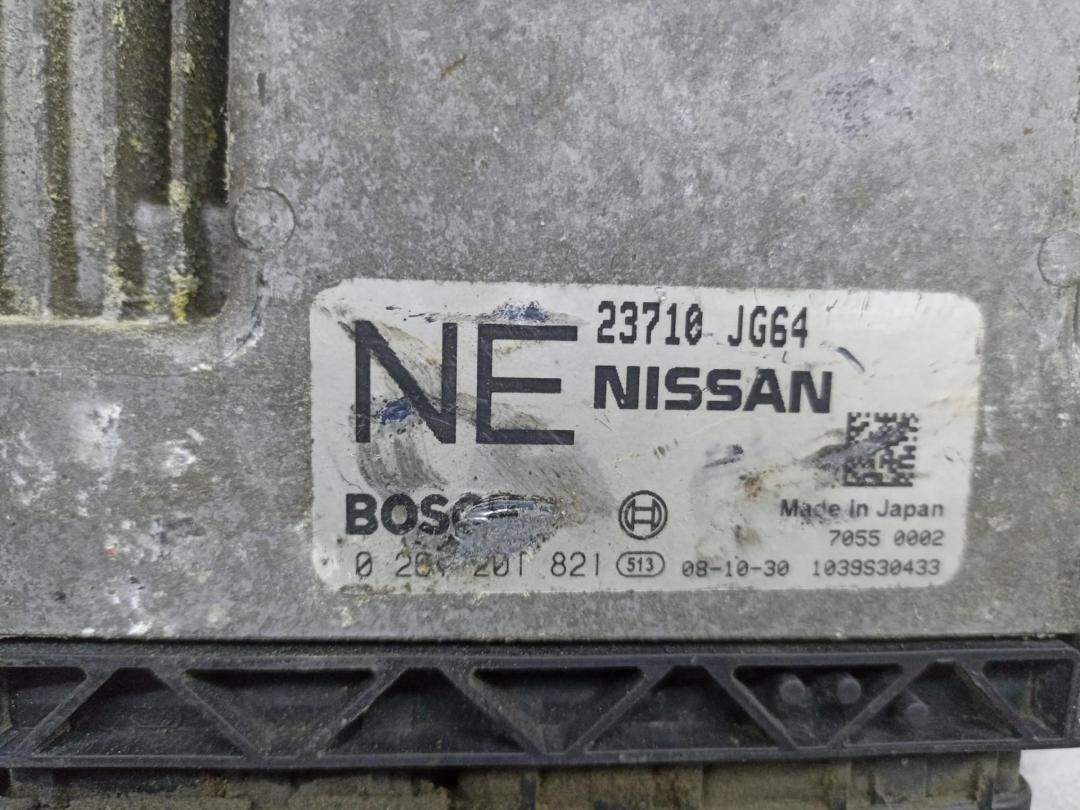 NE
23710 JG64
NISSAN
Made in Japan
7055 0002
201 821 513 08-10-30 1039S30433